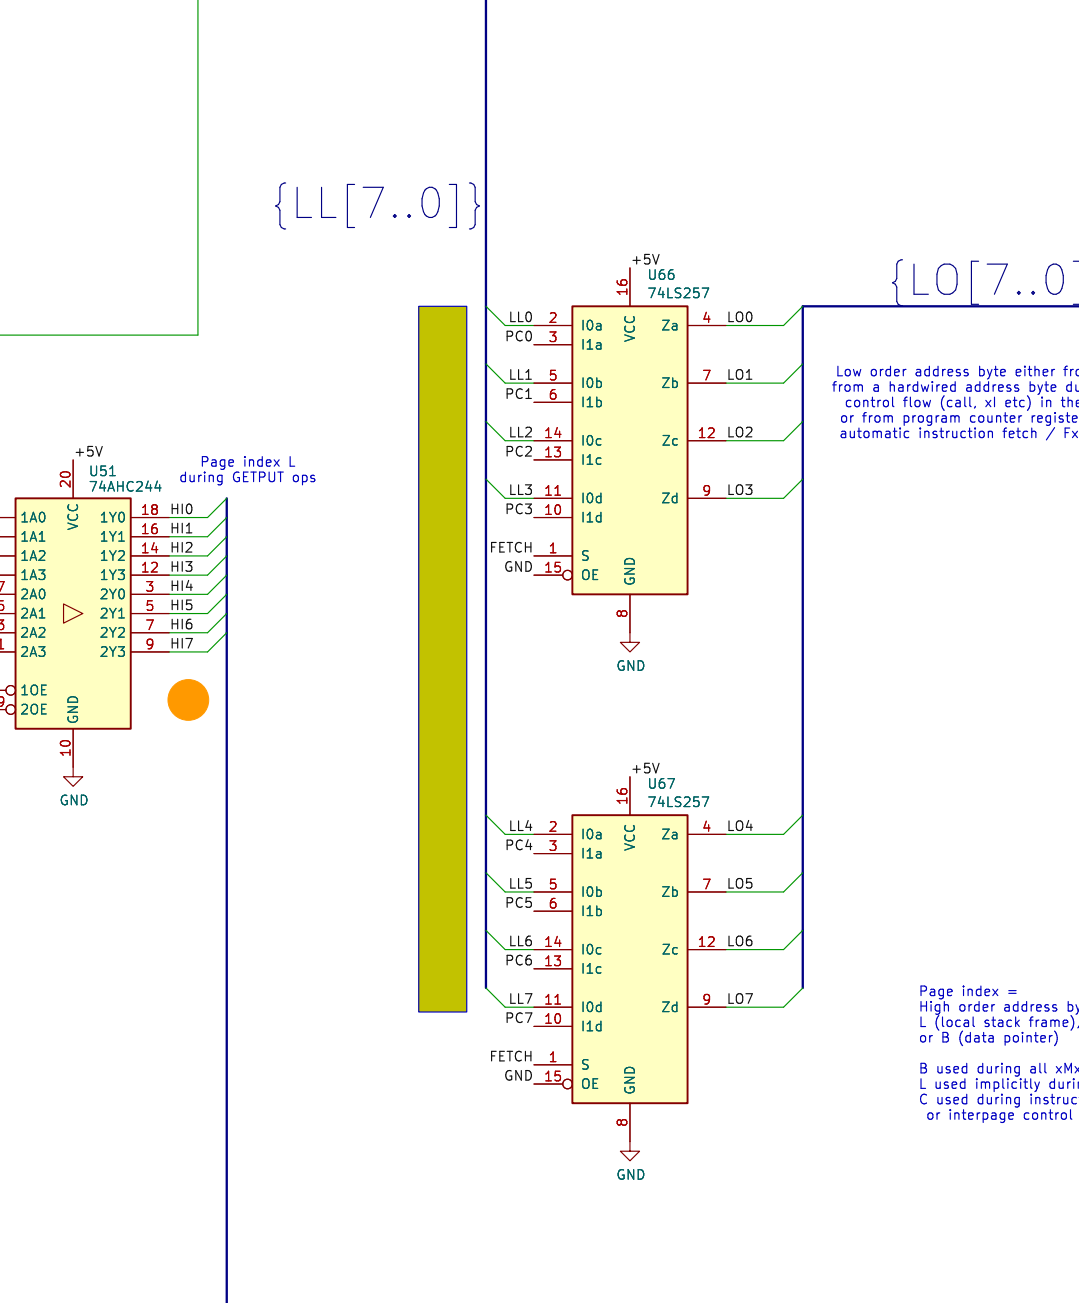 {LL[7..0]}
{LO[7..0]
Low order address byte either
from a hardwired address byte
control flow (call, xI etc) in the
or from program counter
automatic instruction fetch / Fx
+5V
U66
74LS257
16
VCC
LL0 2 I0a Za 4 LO0
PC0 3 I1a
LL1 5 I0b Zb 7 LO1
PC1 6 I1b
LL2 14 I0c Zc 12 LO2
PC2 13 I1c
LL3 11 I0d Zd 9 LO3
PC3 10 I1d
FETCH 1 S
GND 15 OE
GND
8
GND
+5V
U51
74AHC244
Page index L
during GETPUT ops
20
VCC
1A0 1Y0 18 HI0
1A1 1Y1 16 HI1
1A2 1Y2 14 HI2
1A3 1Y3 12 HI3
2A0 2Y0 3 HI4
2A1 2Y1 5 HI5
2A2 2Y2 7 HI6
2A3 2Y3 9 HI7
1OE
2OE
GND
10
GND
+5V
U67
74LS257
16
VCC
LL4 2 I0a Za 4 LO4
PC4 3 I1a
LL5 5 I0b Zb 7 LO5
PC5 6 I1b
LL6 14 I0c Zc 12 LO6
PC6 13 I1c
LL7 11 I0d Zd 9 LO7
PC7 10 I1d
FETCH 1 S
GND 15 OE
GND
8
GND
Page index =
High order address
L (local stack frame),
or B (data pointer)
B used during all xMx
L used implicitly
C used during
or interpage control